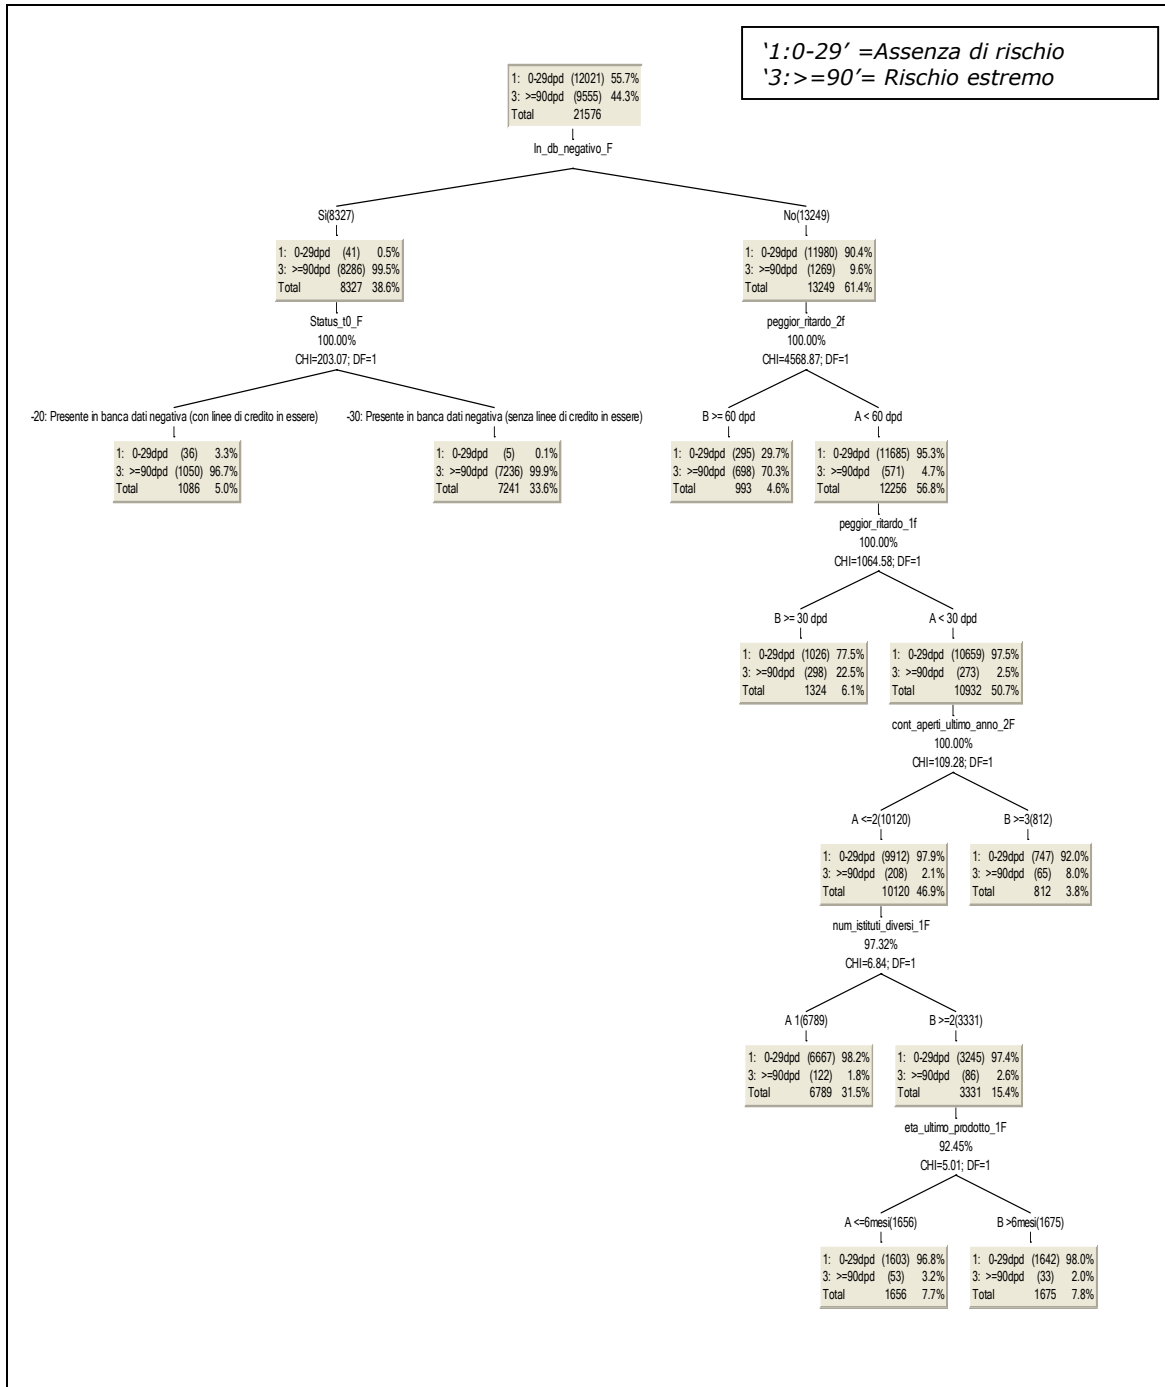 ‘1:0-29’ =Assenza di rischio
‘3:>=90’= Rischio estremo
1: 0-29dpd (12021) 55.7%
3: >=90dpd (9555) 44.3%
Total 21576
In_db_negativo_F
Sì(8327)
No(13249)
1: 0-29dpd (41) 0.5%
3: >=90dpd (8286) 99.5%
Total 8327 38.6%
1: 0-29dpd (11980) 90.4%
3: >=90dpd (1269) 9.6%
Total 13249 61.4%
Status_t0_F
100.00%
CHI=203.07; DF=1
peggior_ritardo_2f
100.00%
CHI=4568.87; DF=1
-20: Presente in banca dati negativa (con linee di credito in essere)
-30: Presente in banca dati negativa (senza linee di credito in essere)
B >= 60 dpd
A < 60 dpd
1: 0-29dpd (36) 3.3%
3: >=90dpd (1050) 96.7%
Total 1086 5.0%
1: 0-29dpd (5) 0.1%
3: >=90dpd (7236) 99.9%
Total 7241 33.6%
1: 0-29dpd (295) 29.7%
3: >=90dpd (698) 70.3%
Total 993 4.6%
1: 0-29dpd (11685) 95.3%
3: >=90dpd (571) 4.7%
Total 12256 56.8%
peggior_ritardo_1f
100.00%
CHI=1064.58; DF=1
B >= 30 dpd
A < 30 dpd
1: 0-29dpd (1026) 77.5%
3: >=90dpd (298) 22.5%
Total 1324 6.1%
1: 0-29dpd (10659) 97.5%
3: >=90dpd (273) 2.5%
Total 10932 50.7%
cont_aperti_ultimo_anno_2F
100.00%
CHI=109.28; DF=1
A <=2(10120)
B >=3(812)
1: 0-29dpd (9912) 97.9%
3: >=90dpd (208) 2.1%
Total 10120 46.9%
1: 0-29dpd (747) 92.0%
3: >=90dpd (65) 8.0%
Total 812 3.8%
num_istituti_diversi_1F
97.32%
CHI=6.84; DF=1
A 1(6789)
B >=2(3331)
1: 0-29dpd (6667) 98.2%
3: >=90dpd (122) 1.8%
Total 6789 31.5%
1: 0-29dpd (3245) 97.4%
3: >=90dpd (86) 2.6%
Total 3331 15.4%
eta_ultimo_prodotto_1F
92.45%
CHI=5.01; DF=1
A <=6mesi(1656)
B >6mesi(1675)
1: 0-29dpd (1603) 96.8%
3: >=90dpd (53) 3.2%
Total 1656 7.7%
1: 0-29dpd (1642) 98.0%
3: >=90dpd (33) 2.0%
Total 1675 7.8%